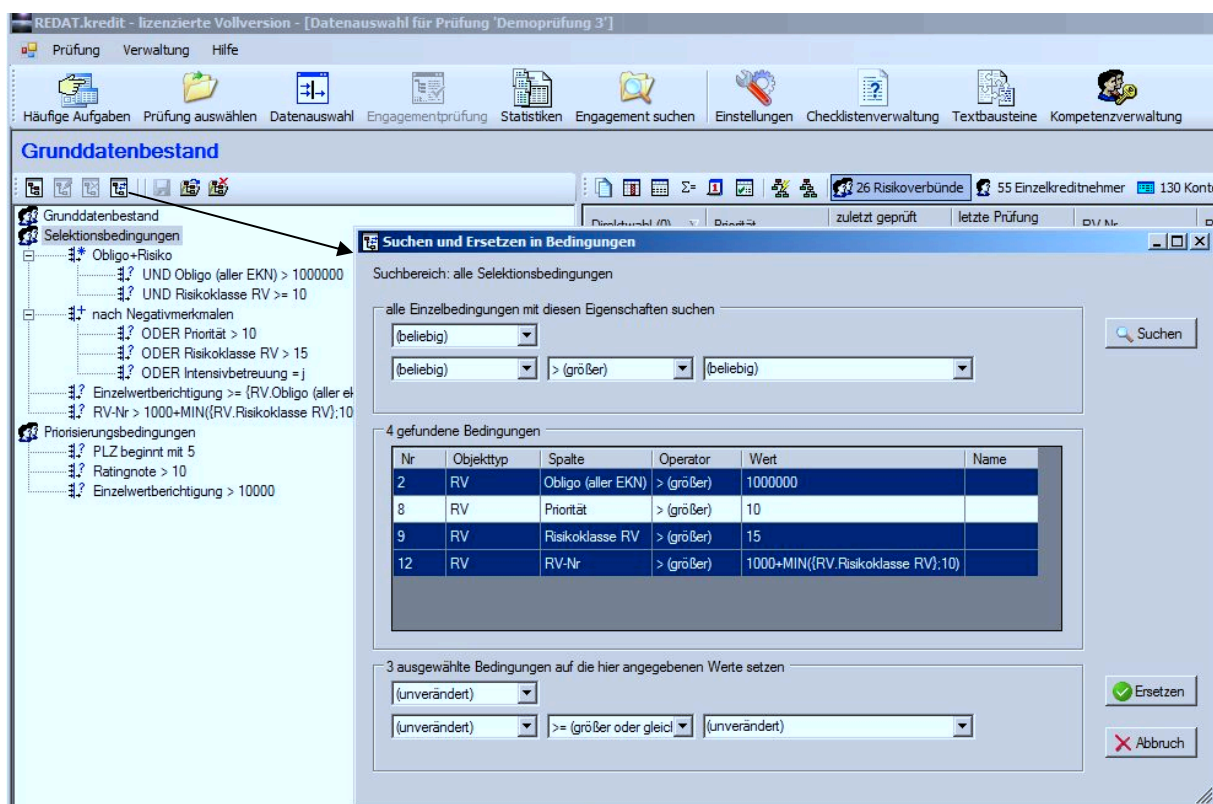 REDAT.kredit - lizenzierte Vollversion - [Datenauswahl für Prüfung 'Demoprüfung 3']
Prüfung Verwaltung Hilfe
Häufige Aufgaben Prüfung auswählen Datenauswahl Engagementprüfung Statistiken Engagement suchen Einstellungen Checklistenverwaltung Textbausteine Kompetenzverwaltung
Grunddatenbestand
Σ= 26 Risikoverbünde 55 Einzelkreditnehmer 130 Kont
Direktwahl (0) Priorität zuletzt geprüft letzte Prüfung RV-Nr
Grunddatenbestand
Selektionsbedingungen
Obligo+Risiko
UND Obligo (aller EKN) > 1000000
UND Risikoklasse RV >= 10
nach Negativmerkmalen
ODER Priorität > 10
ODER Risikoklasse RV > 15
ODER Intensivbetreuung = j
Einzelwertberichtigung >= {RV.Obligo (aller ek
RV-Nr > 1000+MIN({RV.Risikoklasse RV};10
Priorisierungsbedingungen
PLZ beginnt mit 5
Ratingnote > 10
Einzelwertberichtigung > 10000
Suchen und Ersetzen in Bedingungen
Suchbereich: alle Selektionsbedingungen
alle Einzelbedingungen mit diesen Eigenschaften suchen
(beliebig)
(beliebig) > (größer) (beliebig)
Suchen
4 gefundene Bedingungen
Nr Objekttyp Spalte Operator Wert Name
2 RV Obligo (aller EKN) > (größer) 1000000
8 RV Priorität > (größer) 10
9 RV Risikoklasse RV > (größer) 15
12 RV RV-Nr > (größer) 1000+MIN({RV.Risikoklasse RV};10)
3 ausgewählte Bedingungen auf die hier angegebenen Werte setzen
(unverändert)
(unverändert) >= (größer oder gleicl (unverändert)
Ersetzen
Abbruch